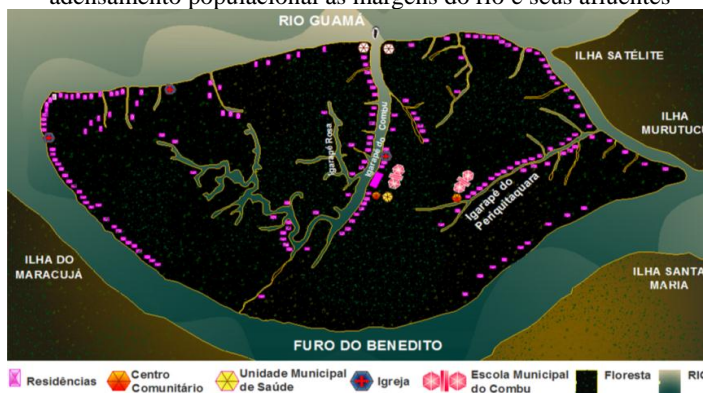 adensamento populacional às margens do rio e seus afluentes
RIO GUAMÁ
ILHA SATÉLITE
ILHA
MURUTUCU
Igarapé Rosa
Igarapé do Combu
Igarapé do
Periquitaquara
ILHA DO
MARACUJÁ
ILHA SANTA
MARIA
FURO DO BENEDITO
Residências
Centro
Comunitário
Unidade Municipal
de Saúde
Igreja
Escola Municipal
do Combu
Floresta
RIO